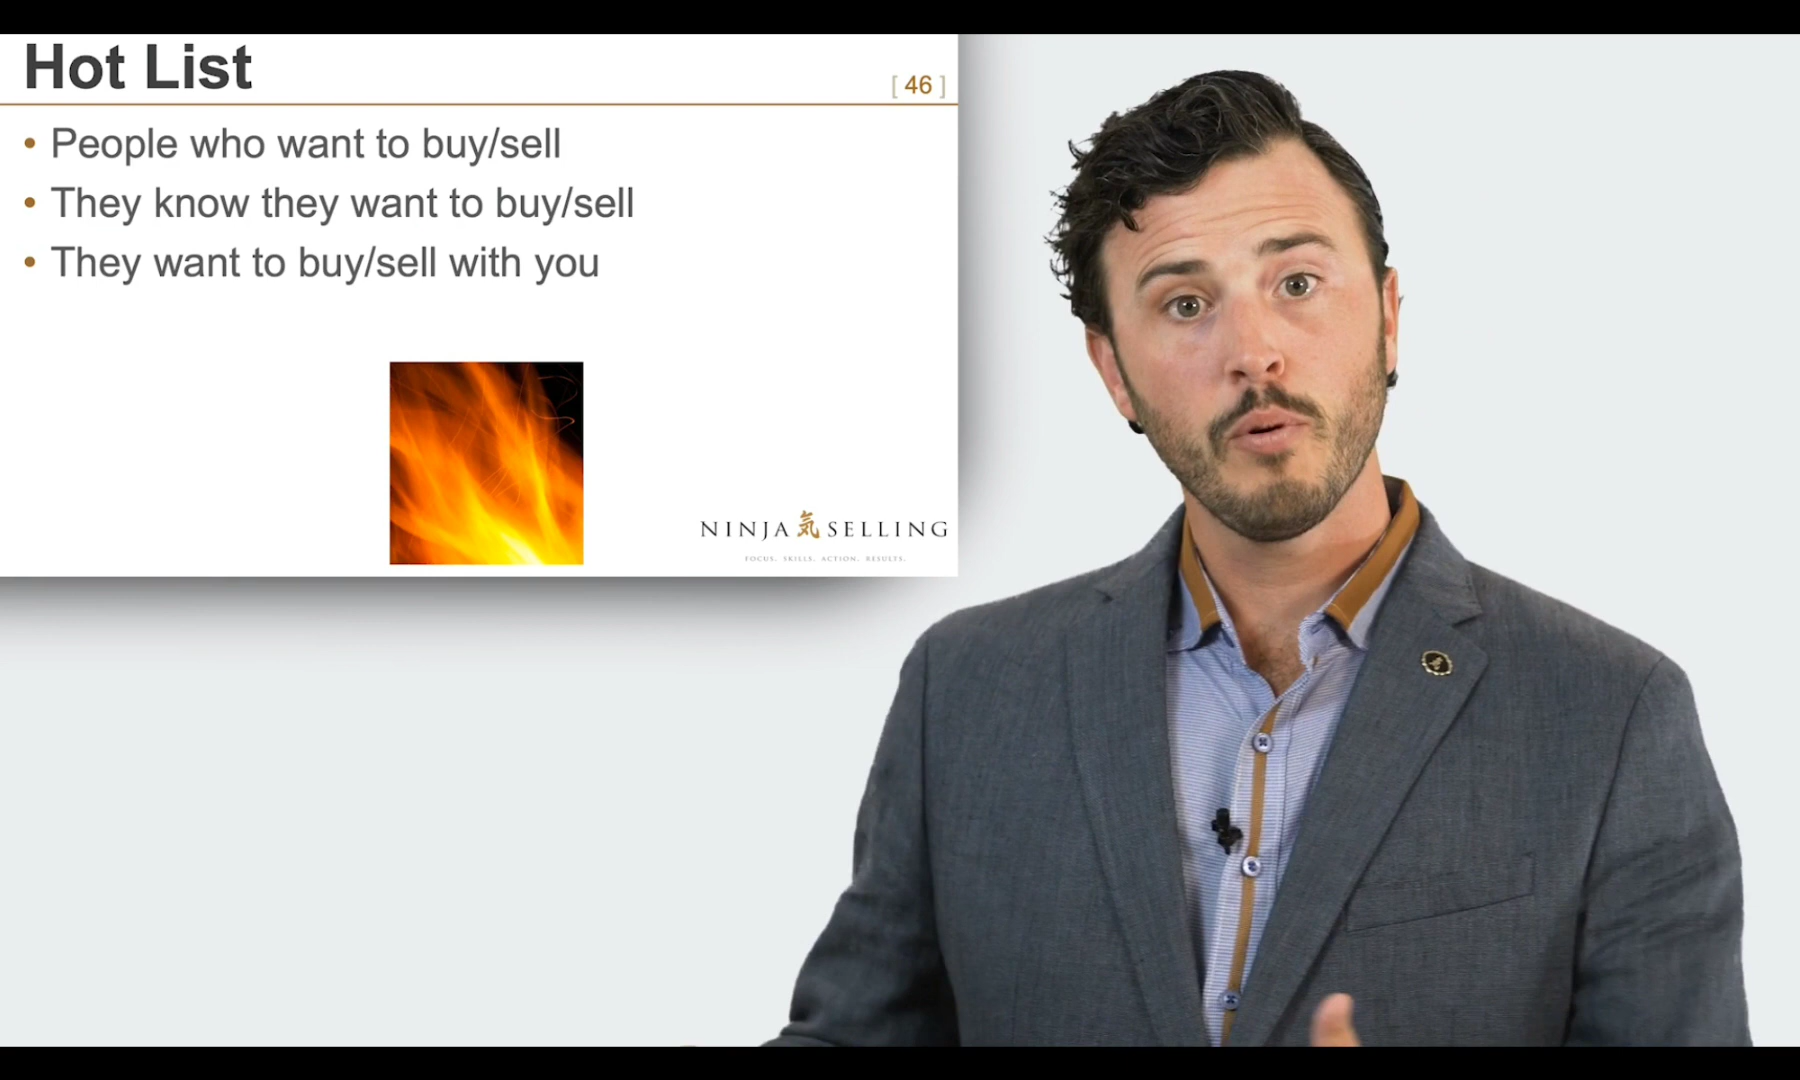 Hot List
[ 46 ]
• People who want to buy/sell
• They know they want to buy/sell
• They want to buy/sell with you
NINJA 気 SELLING
FOCUS. SKILLS. ACTION. RESULTS.